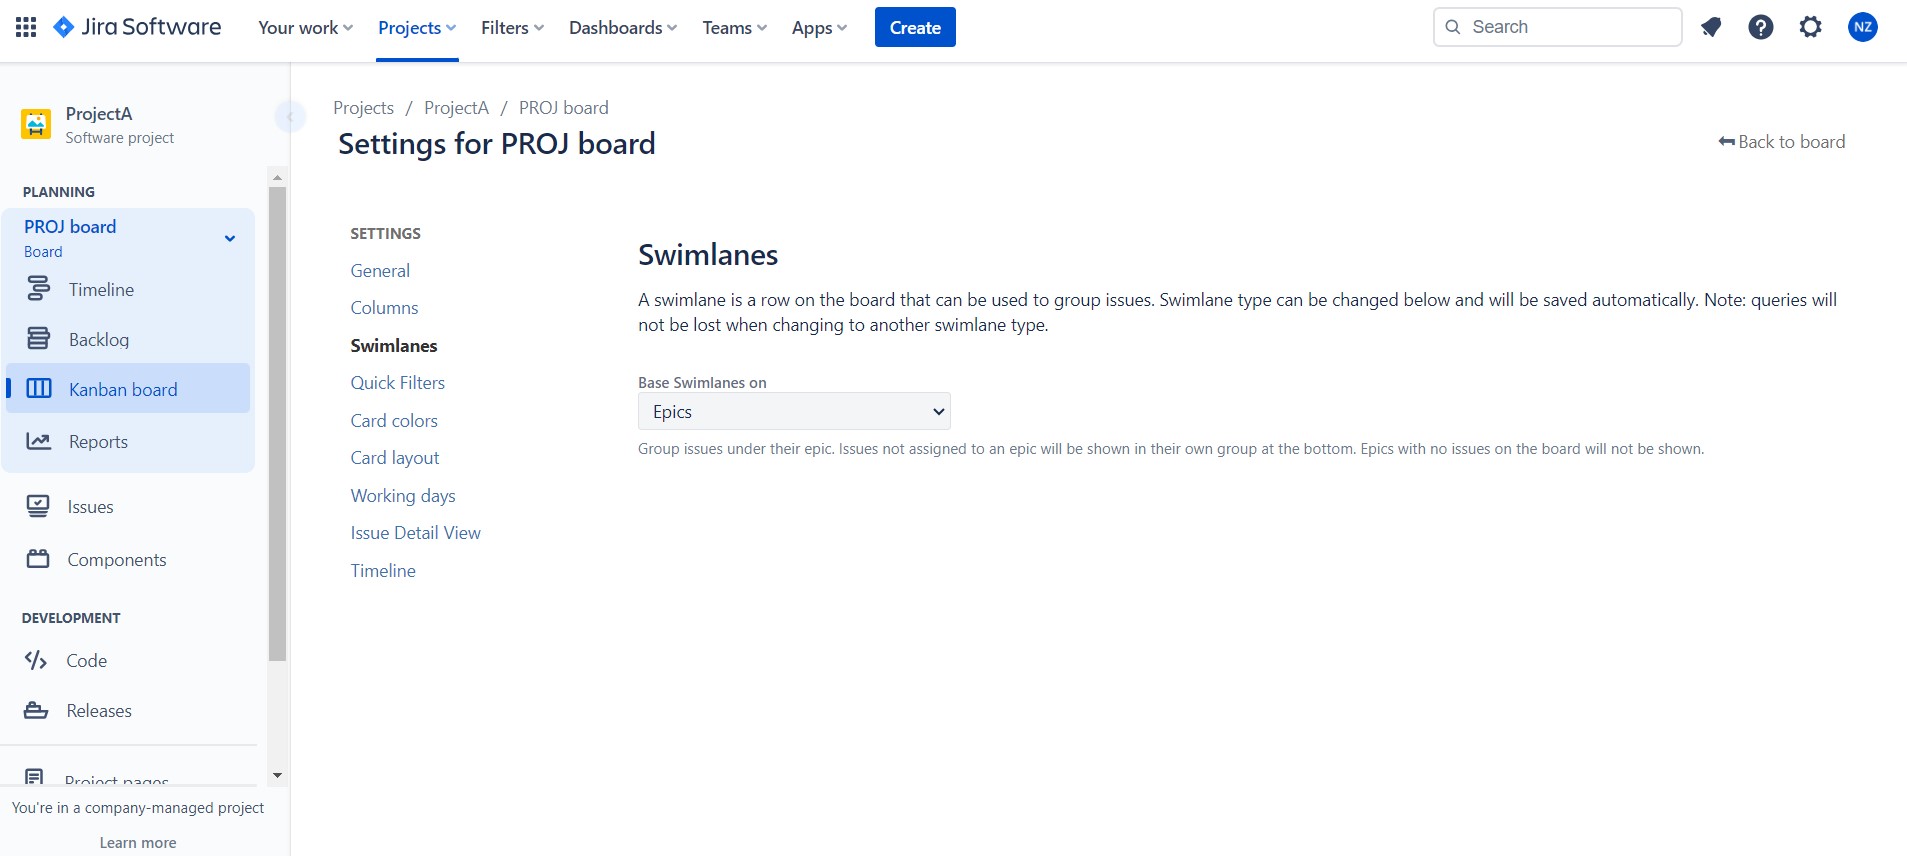 Jira Software
Your work
Projects
Filters
Dashboards
Teams
Apps
Create
Search
NZ
ProjectA
Software project
PLANNING
PROJ board
Board
Timeline
Backlog
Kanban board
Reports
Issues
Components
DEVELOPMENT
Code
Releases
Project pages
You're in a company-managed project
Learn more
Projects / ProjectA / PROJ board
Settings for PROJ board
Back to board
SETTINGS
General
Columns
Swimlanes
Quick Filters
Card colors
Card layout
Working days
Issue Detail View
Timeline
Swimlanes
A swimlane is a row on the board that can be used to group issues. Swimlane type can be changed below and will be saved automatically. Note: queries will
not be lost when changing to another swimlane type.
Base Swimlanes on
Epics
Group issues under their epic. Issues not assigned to an epic will be shown in their own group at the bottom. Epics with no issues on the board will not be shown.